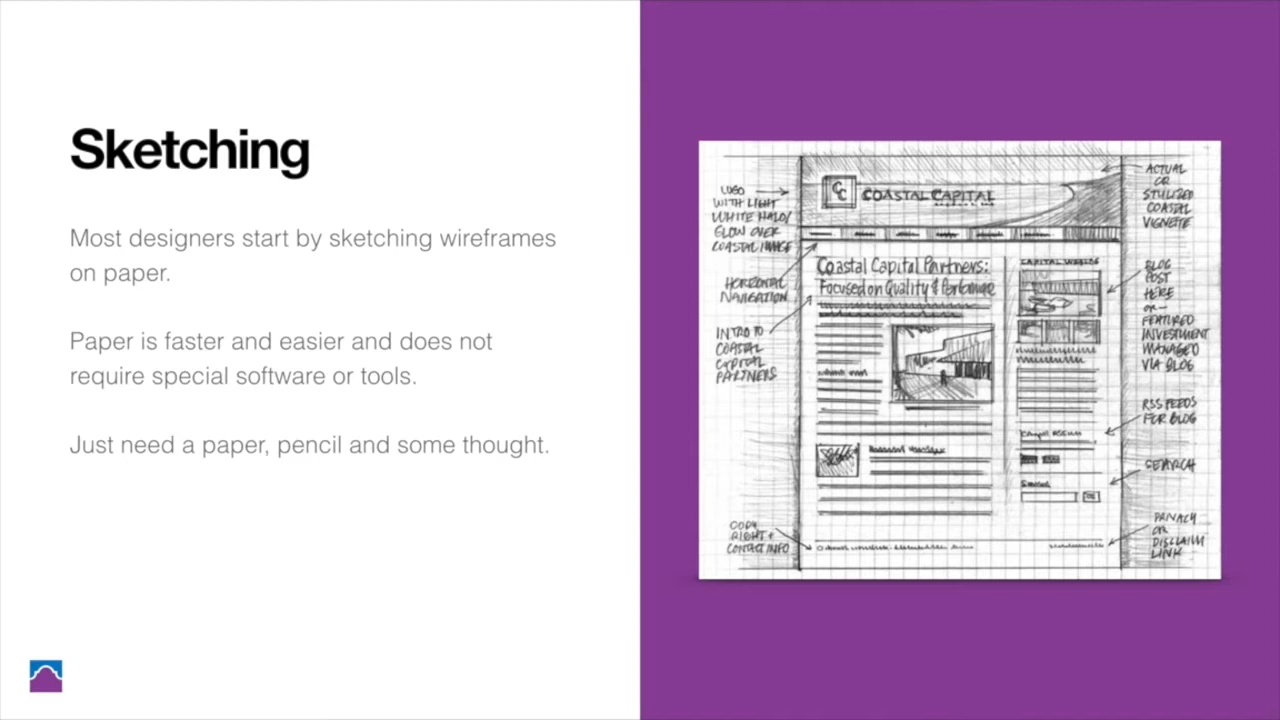 Sketching
Most designers start by sketching wireframes
on paper.
Paper is faster and easier and does not
require special software or tools.
Just need a paper, pencil and some thought.
LOGO
WITH LIGHT
WHITE HALO/
GLOW OVER
COASTAL IMAGE
HORIZONTAL
NAVIGATION
INTRO TO
COASTAL
CAPITAL
PARTNERS
COPY
RIGHT +
CONTACT INFO
CC
COASTAL CAPITAL
Coastal Capital Partners:
Focused on Quality &
Search
ACTUAL
OR
STYLIZED
COASTAL
VIGNETTE
BLOG
POST
HERE
OR
FEATURED
INVESTMENT
MANAGED
VIA BLOG
RSS FEEDS
FOR BLOG
SEARCH
PRIVACY
OR
DISCLAIM
LINK